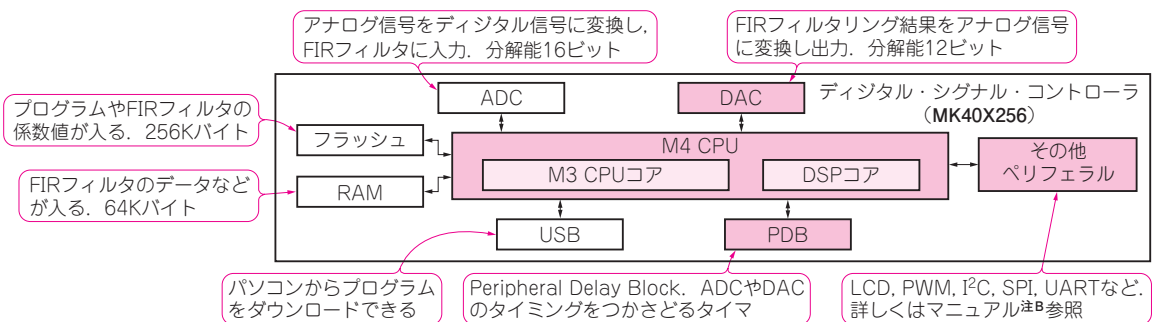 アナログ信号をディジタル信号に変換し,
FIRフィルタに入力．分解能16ビット
FIRフィルタリング結果をアナログ信号
に変換し出力．分解能12ビット
ADC
DAC
ディジタル・シグナル・コントローラ
（MK40X256）
プログラムやFIRフィルタの
係数値が入る．256Kバイト
フラッシュ
M4 CPU
M3 CPUコア
DSPコア
その他
ペリフェラル
FIRフィルタのデータなど
が入る．64Kバイト
RAM
USB
PDB
パソコンからプログラム
をダウンロードできる
Peripheral Delay Block．ADCやDAC
のタイミングをつかさどるタイマ
LCD, PWM, I²C, SPI, UARTなど．
詳しくはマニュアル注B参照